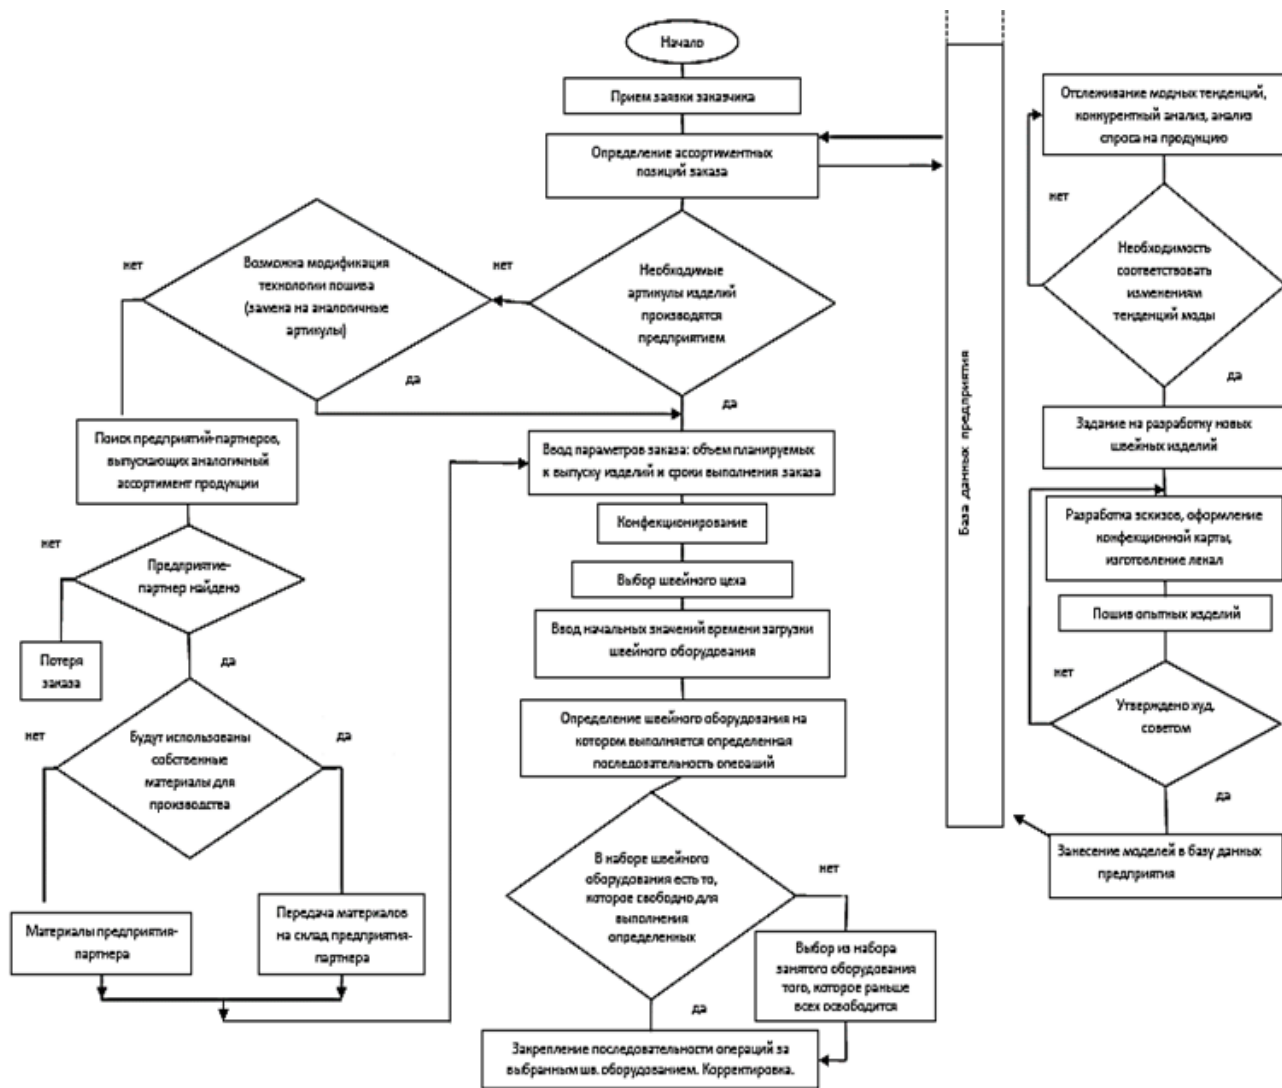 Начало
Прием заявки заказчика
Определение ассортиментных
позиций заказа
Необходимые
артикулы изделий
производятся
предприятием
нет
да
Возможна модификация
технологии пошива
(замена на аналогичные
артикулы)
нет
да
Поиск предприятий-партнеров,
выпускающих аналогичный
ассортимент продукции
нет
Предприятие-
партнер найдено
да
Потеря
заказа
нет
Будут использованы
собственные
материалы для
производства
да
Материалы предприятия-
партнера
Передача материалов
на склад предприятия-
партнера
Ввод параметров заказа: объем планируемых
к выпуску изделий и сроки выполнения заказа
Конфекционирование
Выбор швейного цеха
Ввод начальных значений времени загрузки
швейного оборудования
Определение швейного оборудования на
котором выполняется определенная
последовательность операций
В наборе швейного
оборудования есть то,
которое свободно для
выполнения
определенных
нет
да
Выбор из набора
занятого оборудования
того, которое раньше
всех освободится
Закрепление последовательности операций за
выбранным шв. оборудованием. Корректировка.
База данных предприятия
Отслеживание модных тенденций,
конкурентный анализ, анализ
спроса на продукцию
нет
Необходимость
соответствовать
изменениям
тенденций моды
да
Задание на разработку новых
швейных изделий
Разработка эскизов, оформление
конфекционной карты,
изготовление лекал
Пошив опытных изделий
нет
Утверждено худ.
советом
да
Занесение моделей в базу данных
предприятия